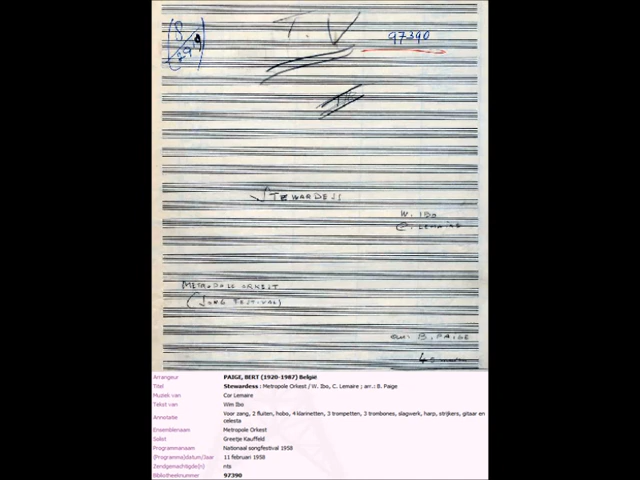 (8
29.9)
T.V
97390
STEWARDESS
W. IBO
C. LEMAIRE
METROPOLE ORKEST
(SONG FESTIVAL)
arr. B. PAIGE
Arrangeur PAIGE, BERT (1920-1987) België
Titel Stewardess : Metropole Orkest / W. Ibo, C. Lemaire ; arr.: B. Paige
Muziek van Cor Lemaire
Tekst van Wim Ibo
Annotatie Voor zang, 2 fluiten, hobo, 4 klarinetten, 3 trompetten, 3 trombones, slagwerk, harp, strijkers, gitaar en
celesta
Ensemblenaam Metropole Orkest
Solist Greetje Kauffeld
Programmanaam Nationaal songfestival 1958
(Programma)datum/Jaar 11 februari 1958
Zendgemachtigde(n) nts
Bibliotheeknummer 97390